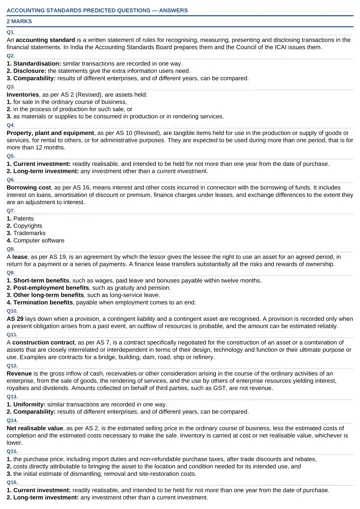 ACCOUNTING STANDARDS PREDICTED QUESTIONS — ANSWERS
2 MARKS
Q1.
An accounting standard is a written statement of rules for recognising, measuring, presenting and disclosing transactions in the
financial statements. In India the Accounting Standards Board prepares them and the Council of the ICAI issues them.
Q2.
1. Standardisation: similar transactions are recorded in one way.
2. Disclosure: the statements give the extra information users need.
3. Comparability: results of different enterprises, and of different years, can be compared.
Q3.
Inventories, as per AS 2 (Revised), are assets held:
1. for sale in the ordinary course of business,
2. in the process of production for such sale, or
3. as materials or supplies to be consumed in production or in rendering services.
Q4.
Property, plant and equipment, as per AS 10 (Revised), are tangible items held for use in the production or supply of goods or
services, for rental to others, or for administrative purposes. They are expected to be used during more than one period, that is for
more than 12 months.
Q5.
1. Current investment: readily realisable, and intended to be held for not more than one year from the date of purchase.
2. Long-term investment: any investment other than a current investment.
Q6.
Borrowing cost, as per AS 16, means interest and other costs incurred in connection with the borrowing of funds. It includes
interest on loans, amortisation of discount or premium, finance charges under leases, and exchange differences to the extent they
are an adjustment to interest.
Q7.
1. Patents
2. Copyrights
3. Trademarks
4. Computer software
Q8.
A lease, as per AS 19, is an agreement by which the lessor gives the lessee the right to use an asset for an agreed period, in
return for a payment or a series of payments. A finance lease transfers substantially all the risks and rewards of ownership.
Q9.
1. Short-term benefits, such as wages, paid leave and bonuses payable within twelve months.
2. Post-employment benefits, such as gratuity and pension.
3. Other long-term benefits, such as long-service leave.
4. Termination benefits, payable when employment comes to an end.
Q10.
AS 29 lays down when a provision, a contingent liability and a contingent asset are recognised. A provision is recorded only when
a present obligation arises from a past event, an outflow of resources is probable, and the amount can be estimated reliably.
Q11.
A construction contract, as per AS 7, is a contract specifically negotiated for the construction of an asset or a combination of
assets that are closely interrelated or interdependent in terms of their design, technology and function or their ultimate purpose or
use. Examples are contracts for a bridge, building, dam, road, ship or refinery.
Q12.
Revenue is the gross inflow of cash, receivables or other consideration arising in the course of the ordinary activities of an
enterprise, from the sale of goods, the rendering of services, and the use by others of enterprise resources yielding interest,
royalties and dividends. Amounts collected on behalf of third parties, such as GST, are not revenue.
Q13.
1. Uniformity: similar transactions are recorded in one way.
2. Comparability: results of different enterprises, and of different years, can be compared.
Q14.
Net realisable value, as per AS 2, is the estimated selling price in the ordinary course of business, less the estimated costs of
completion and the estimated costs necessary to make the sale. Inventory is carried at cost or net realisable value, whichever is
lower.
Q15.
1. the purchase price, including import duties and non-refundable purchase taxes, after trade discounts and rebates,
2. costs directly attributable to bringing the asset to the location and condition needed for its intended use, and
3. the initial estimate of dismantling, removal and site-restoration costs.
Q16.
1. Current investment: readily realisable, and intended to be held for not more than one year from the date of purchase.
2. Long-term investment: any investment other than a current investment.